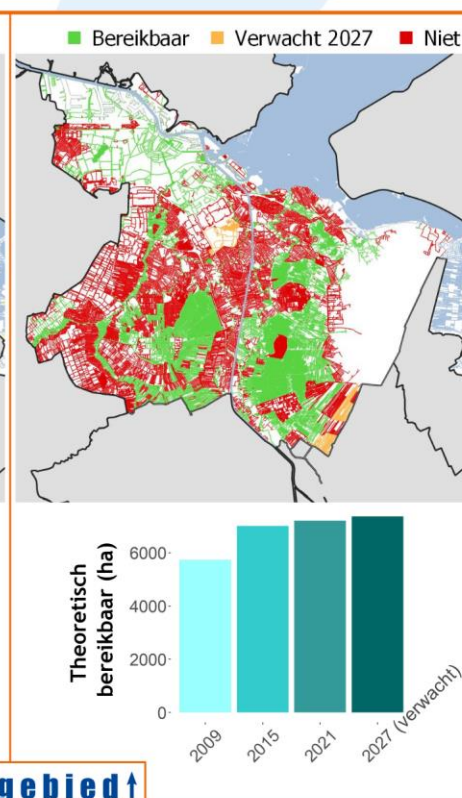 Bereikbaar Verwacht 2027 Niet
Theoretisch
bereikbaar (ha)
6000
4000
2000
0
2009 2015 2021 2027 (verwacht)
gebied